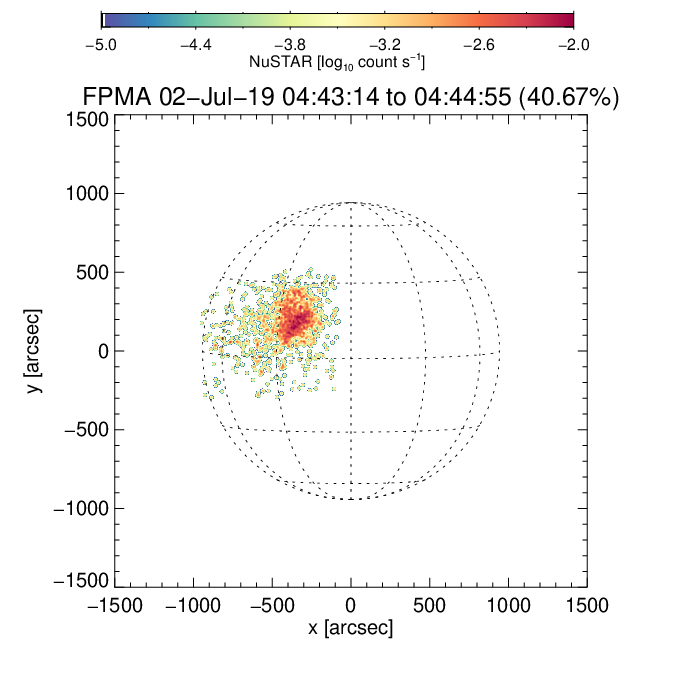 −5.0 −4.4 −3.8 −3.2 −2.6 −2.0
NuSTAR [log₁₀ count s⁻¹]
FPMA 02−Jul−19 04:43:14 to 04:44:55 (40.67%)
1500
1000
500
0
−500
−1000
−1500
y [arcsec]
−1500 −1000 −500 0 500 1000 1500
x [arcsec]